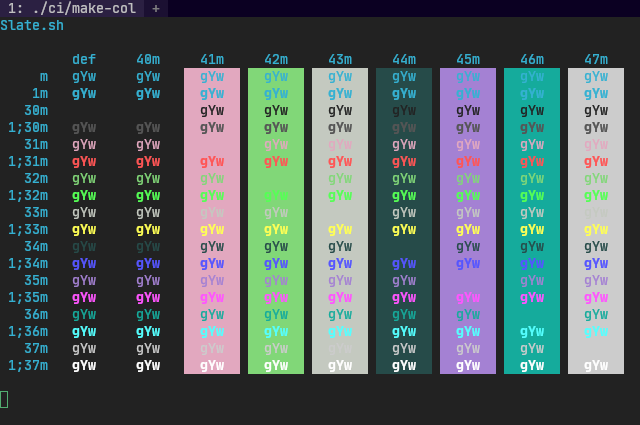 1: ./ci/make-col +
Slate.sh
def 40m 41m 42m 43m 44m 45m 46m 47m
m gYw gYw gYw gYw gYw gYw gYw gYw gYw
1m gYw gYw gYw gYw gYw gYw gYw gYw gYw
30m gYw gYw gYw gYw gYw gYw gYw
1;30m gYw gYw gYw gYw gYw gYw gYw gYw gYw
31m gYw gYw gYw gYw gYw gYw gYw gYw
1;31m gYw gYw gYw gYw gYw gYw gYw gYw gYw
32m gYw gYw gYw gYw gYw gYw gYw gYw
1;32m gYw gYw gYw gYw gYw gYw gYw gYw gYw
33m gYw gYw gYw gYw gYw gYw gYw gYw
1;33m gYw gYw gYw gYw gYw gYw gYw gYw gYw
34m gYw gYw gYw gYw gYw gYw gYw gYw
1;34m gYw gYw gYw gYw gYw gYw gYw gYw gYw
35m gYw gYw gYw gYw gYw gYw gYw gYw
1;35m gYw gYw gYw gYw gYw gYw gYw gYw gYw
36m gYw gYw gYw gYw gYw gYw gYw gYw
1;36m gYw gYw gYw gYw gYw gYw gYw gYw gYw
37m gYw gYw gYw gYw gYw gYw gYw gYw
1;37m gYw gYw gYw gYw gYw gYw gYw gYw gYw